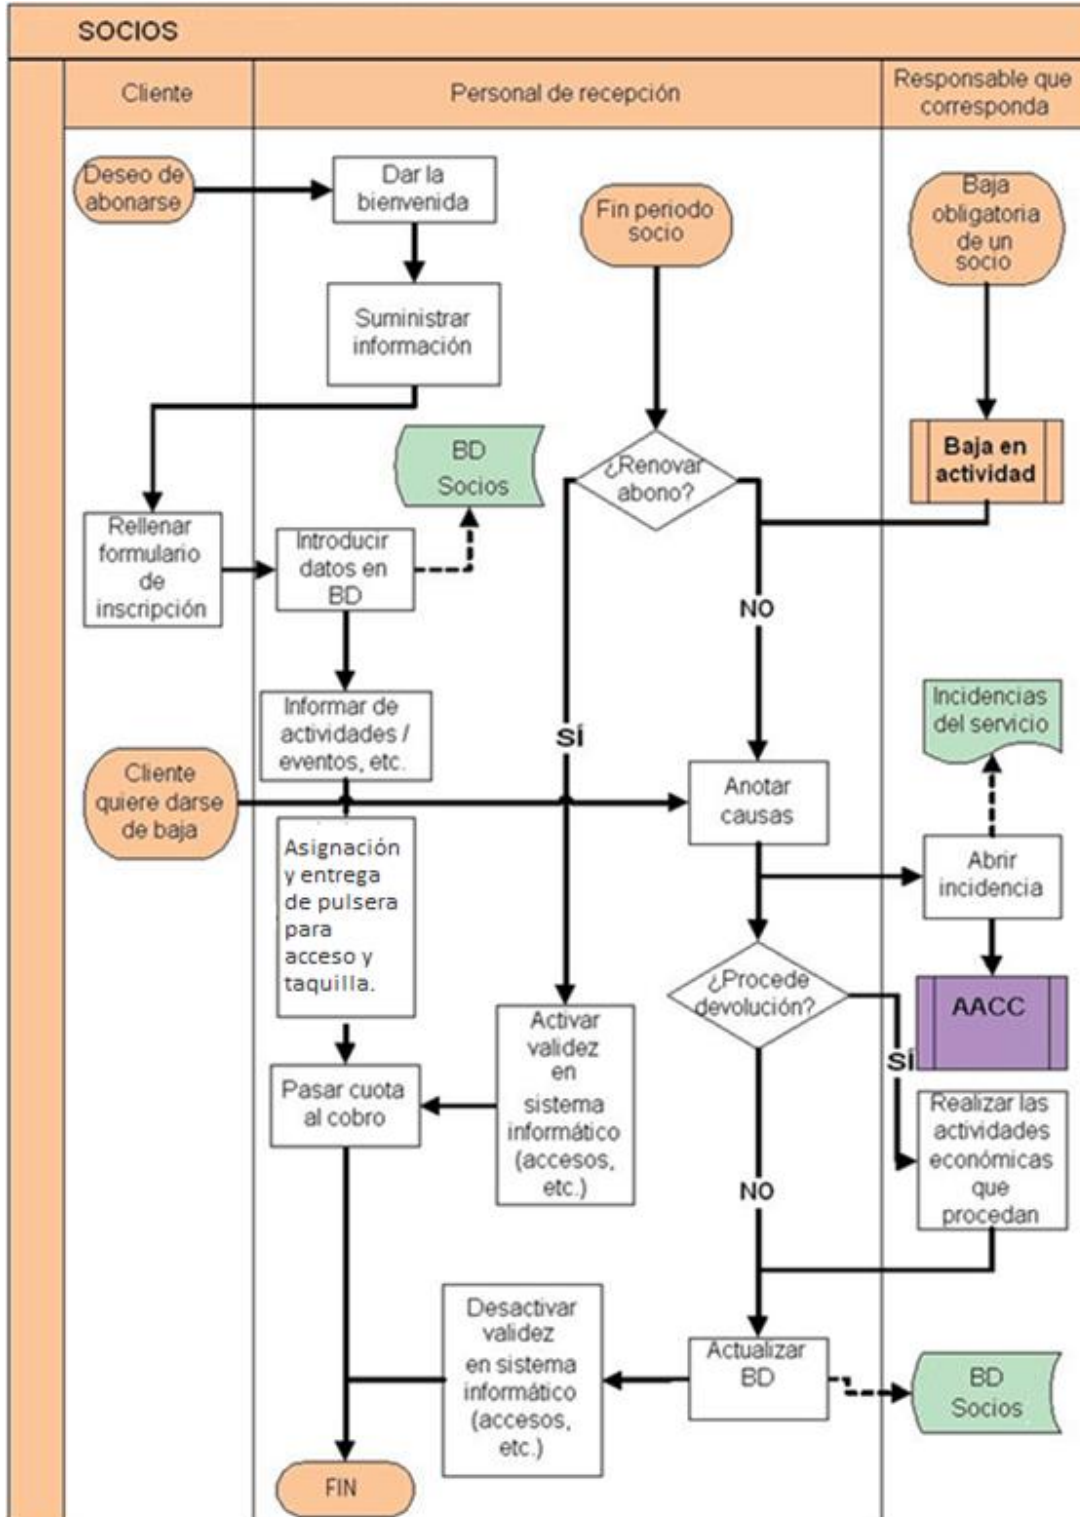 SOCIOS
Cliente
Personal de recepción
Responsable que
corresponda
Deseo de
abonarse
Dar la
bienvenida
Fin periodo
socio
Baja
obligatoria
de un
socio
Suministrar
información
BD
Socios
¿Renovar
abono?
Baja en
actividad
Rellenar
formulario
de
inscripción
Introducir
datos en
BD
NO
Informar de
actividades /
eventos, etc.
SÍ
Incidencias
del servicio
Cliente
quiere darse
de baja
Anotar
causas
Asignación
y entrega
de pulsera
para
acceso y
taquilla.
Abrir
incidencia
¿Procede
devolución?
AACC
Activar
validez
en
sistema
informático
(accesos,
etc.)
SÍ
Pasar cuota
al cobro
Realizar las
actividades
económicas
que
procedan
NO
Desactivar
validez
en sistema
informático
(accesos,
etc.)
Actualizar
BD
BD
Socios
FIN